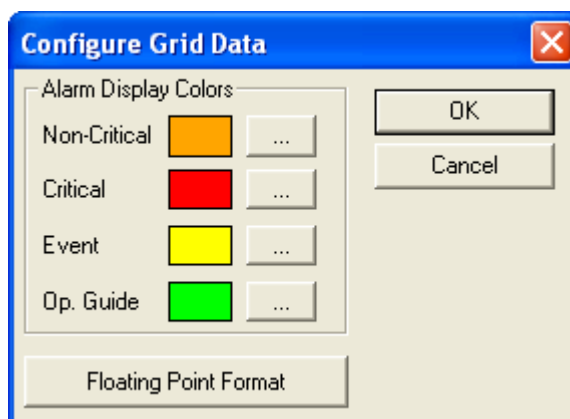 Configure Grid Data
Alarm Display Colors
OK
Non-Critical ...
Cancel
Critical ...
Event ...
Op. Guide ...
Floating Point Format